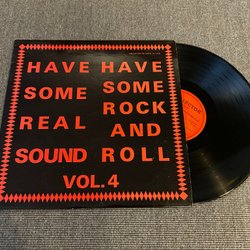 HAVE HAVE
SOME SOME
REAL ROCK
AND
SOUND ROLL
VOL.4